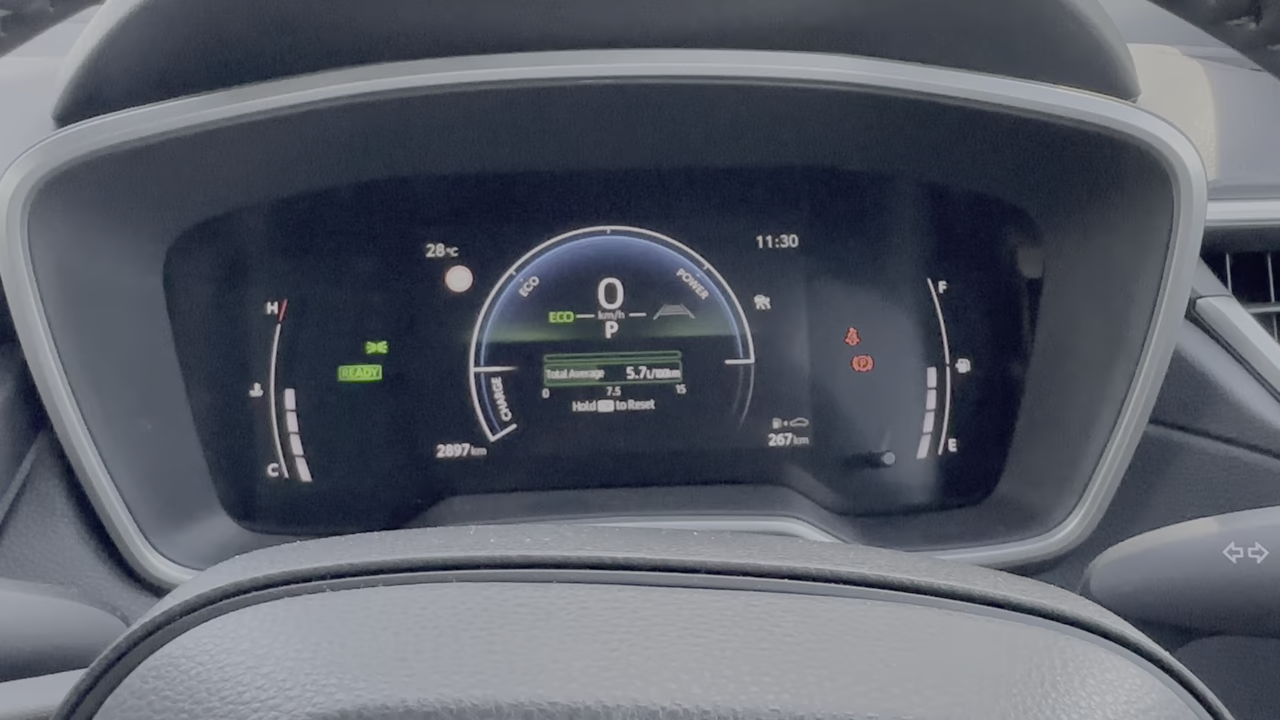 28°C
11:30
ECO
POWER
H
F
0
ECO
km/h
P
READY
Total Average 5.7L/100km
CHARGE
0 7.5 15
Hold to Reset
C
2897km
267km
E
P